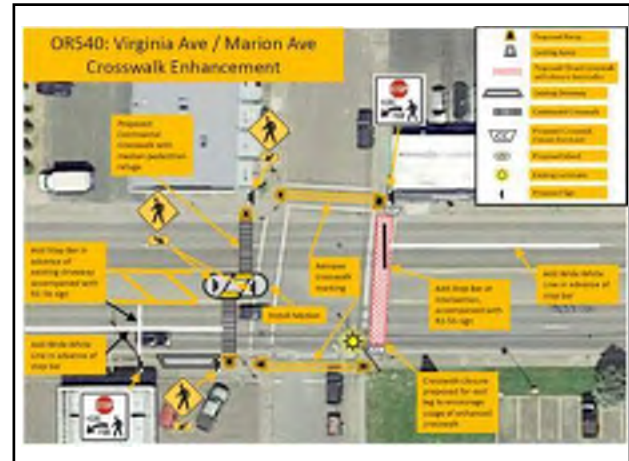 OR540: Virginia Ave / Marion Ave
Crosswalk Enhancement
Proposed Ramp
Existing Ramp
Existing Driveway
Continental Crosswalk
Proposed Island
Proposed Sign
Proposed
Continental
crosswalk with
median pedestrian
refuge
STOP
Add Stop Bar in
advance of
existing driveway
accompanied with
R1-5b sign
Remove
crosswalk
marking
Install Median
Add Stop Bar at
intersection,
accompanied with
R1-5b sign
Add Wide White
Line in advance of
stop bar
Add Wide White
Line in advance of
stop bar
Crosswalk closure
proposed for east
leg to encourage
usage of enhanced
crosswalk
STOP